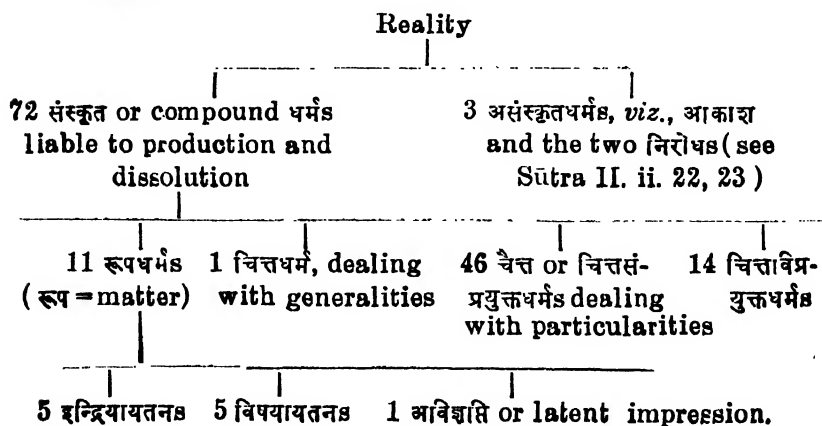 Reality
72 संस्कृत or compound धर्मs
liable to production and
dissolution
3 असंस्कृतधर्मs, viz., आकाश
and the two निरोधs ( see
Sūtra II. ii. 22, 23 )
11 रूपधर्मs
( रूप = matter)
1 चित्तधर्म, dealing
with generalities
46 चैत्त or चित्तसं-
प्रयुक्तधर्मs dealing
with particularities
14 चित्ताविप्र-
युक्तधर्मs
5 इन्द्रियायतनs 5 विषयायतनs 1 आविज्ञप्ति or latent impression.